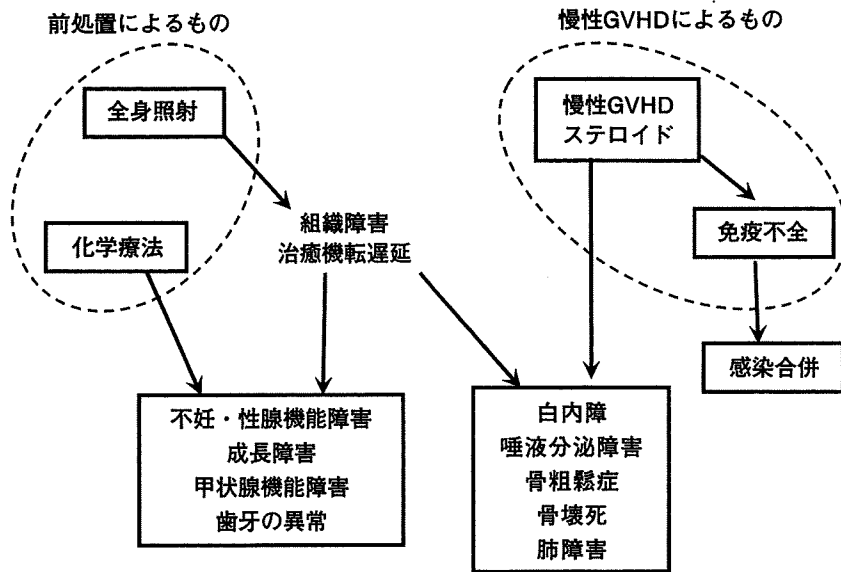 前処置によるもの
慢性GVHDによるもの
全身照射
慢性GVHD
ステロイド
組織障害
治癒機転遅延
化学療法
免疫不全
感染合併
不妊・性腺機能障害
成長障害
甲状腺機能障害
歯牙の異常
白内障
唾液分泌障害
骨粗鬆症
骨壊死
肺障害